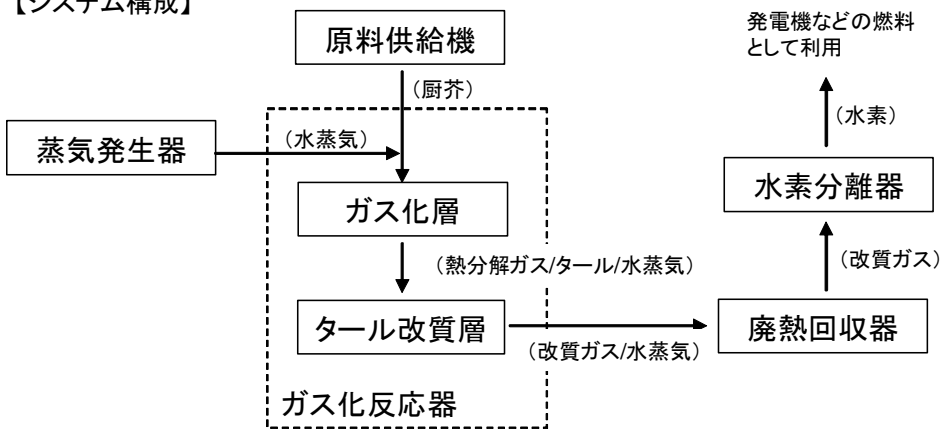 【システム構成】
原料供給機
（厨芥）
蒸気発生器
（水蒸気）
ガス化層
（熱分解ガス/タール/水蒸気）
タール改質層
（改質ガス/水蒸気）
ガス化反応器
発電機などの燃料
として利用
（水素）
水素分離器
（改質ガス）
廃熱回収器